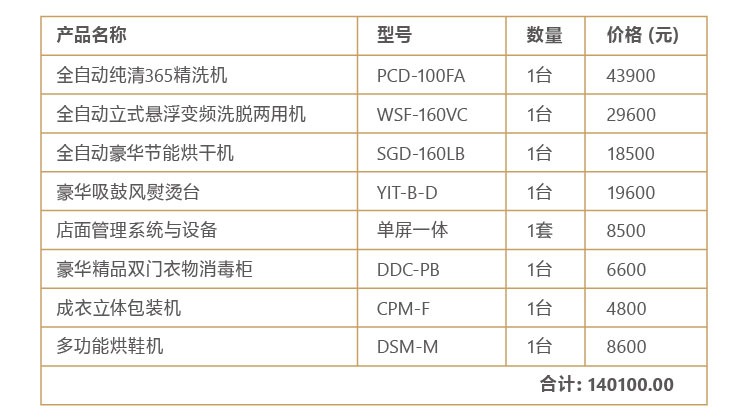 产品名称 型号 数量 价格 (元)
全自动纯清365精洗机 PCD-100FA 1台 43900
全自动立式悬浮变频洗脱两用机 WSF-160VC 1台 29600
全自动豪华节能烘干机 SGD-160LB 1台 18500
豪华吸鼓风熨烫台 YIT-B-D 1台 19600
店面管理系统与设备 单屏一体 1套 8500
豪华精品双门衣物消毒柜 DDC-PB 1台 6600
成衣立体包装机 CPM-F 1台 4800
多功能烘鞋机 DSM-M 1台 8600
合计: 140100.00